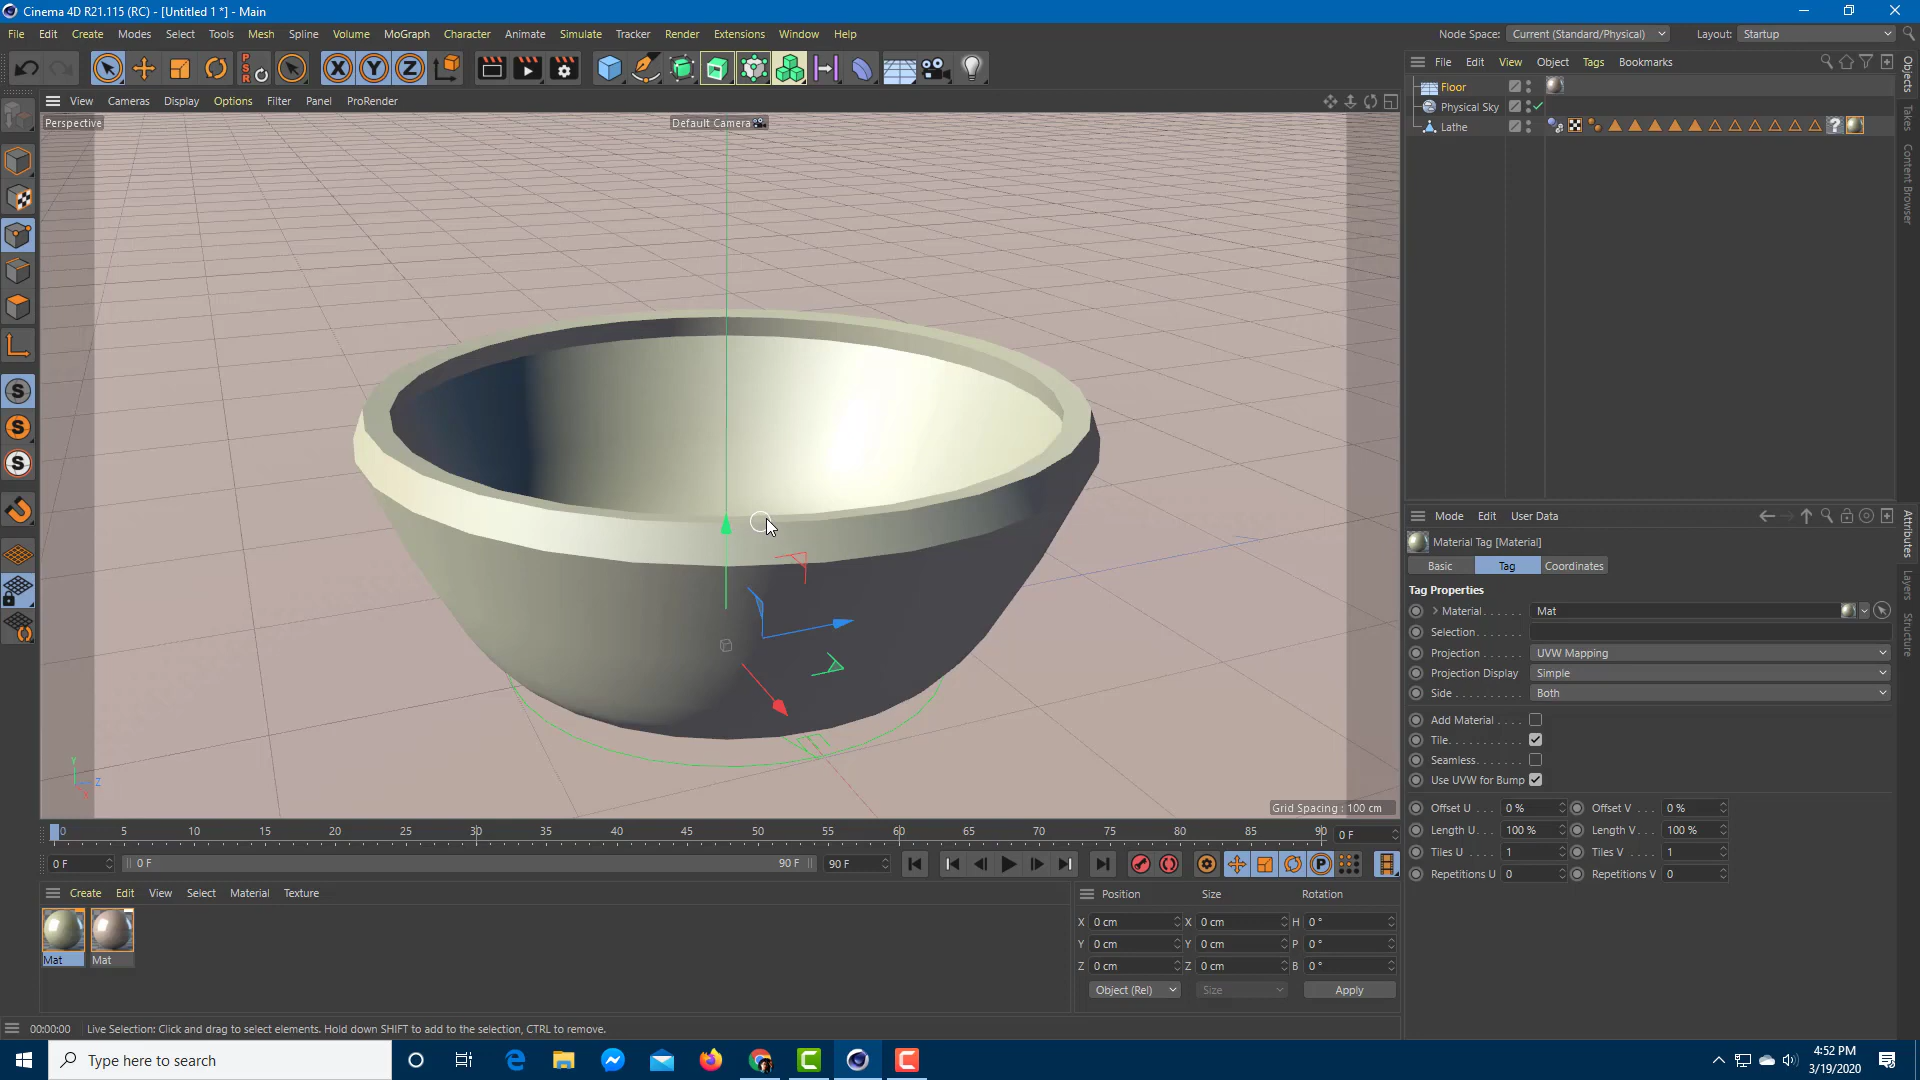 Cinema 4D R21.115 (RC) - [Untitled 1 *] - Main
File Edit Create Modes Select Tools Mesh Spline Volume MoGraph Character Animate Simulate Tracker Render Extensions Window Help
Node Space: Current (Standard/Physical) Layout: Startup
View Cameras Display Options Filter Panel ProRender
File Edit View Object Tags Bookmarks
Perspective
Default Camera
Floor
Physical Sky
Lathe
Objects
Takes
Content Browser
Mode Edit User Data
Material Tag [Material]
Basic Tag Coordinates
Tag Properties
Material . . . . . . Mat
Selection. . . . . .
Projection . . . . . UVW Mapping
Projection Display Simple
Side . . . . . . . . . . Both
Add Material . . . .
Tile. . . . . . . . . . .
Seamless. . . . . . .
Use UVW for Bump
Offset U . . . 0 % Offset V . . . 0 %
Length U. . . 100 % Length V. . . 100 %
Tiles U . . . . 1 Tiles V . . . . 1
Repetitions U 0 Repetitions V 0
Attributes
Layers
Structure
Y
Z
X
Grid Spacing : 100 cm
0 5 10 15 20 25 30 35 40 45 50 55 60 65 70 75 80 85 90 0 F
0 F 0 F 90 F 90 F
Create Edit View Select Material Texture
Mat Mat
Position Size Rotation
X 0 cm X 0 cm H 0 °
Y 0 cm Y 0 cm P 0 °
Z 0 cm Z 0 cm B 0 °
Object (Rel) Size Apply
00:00:00 Live Selection: Click and drag to select elements. Hold down SHIFT to add to the selection, CTRL to remove.
Type here to search
4:52 PM
3/19/2020